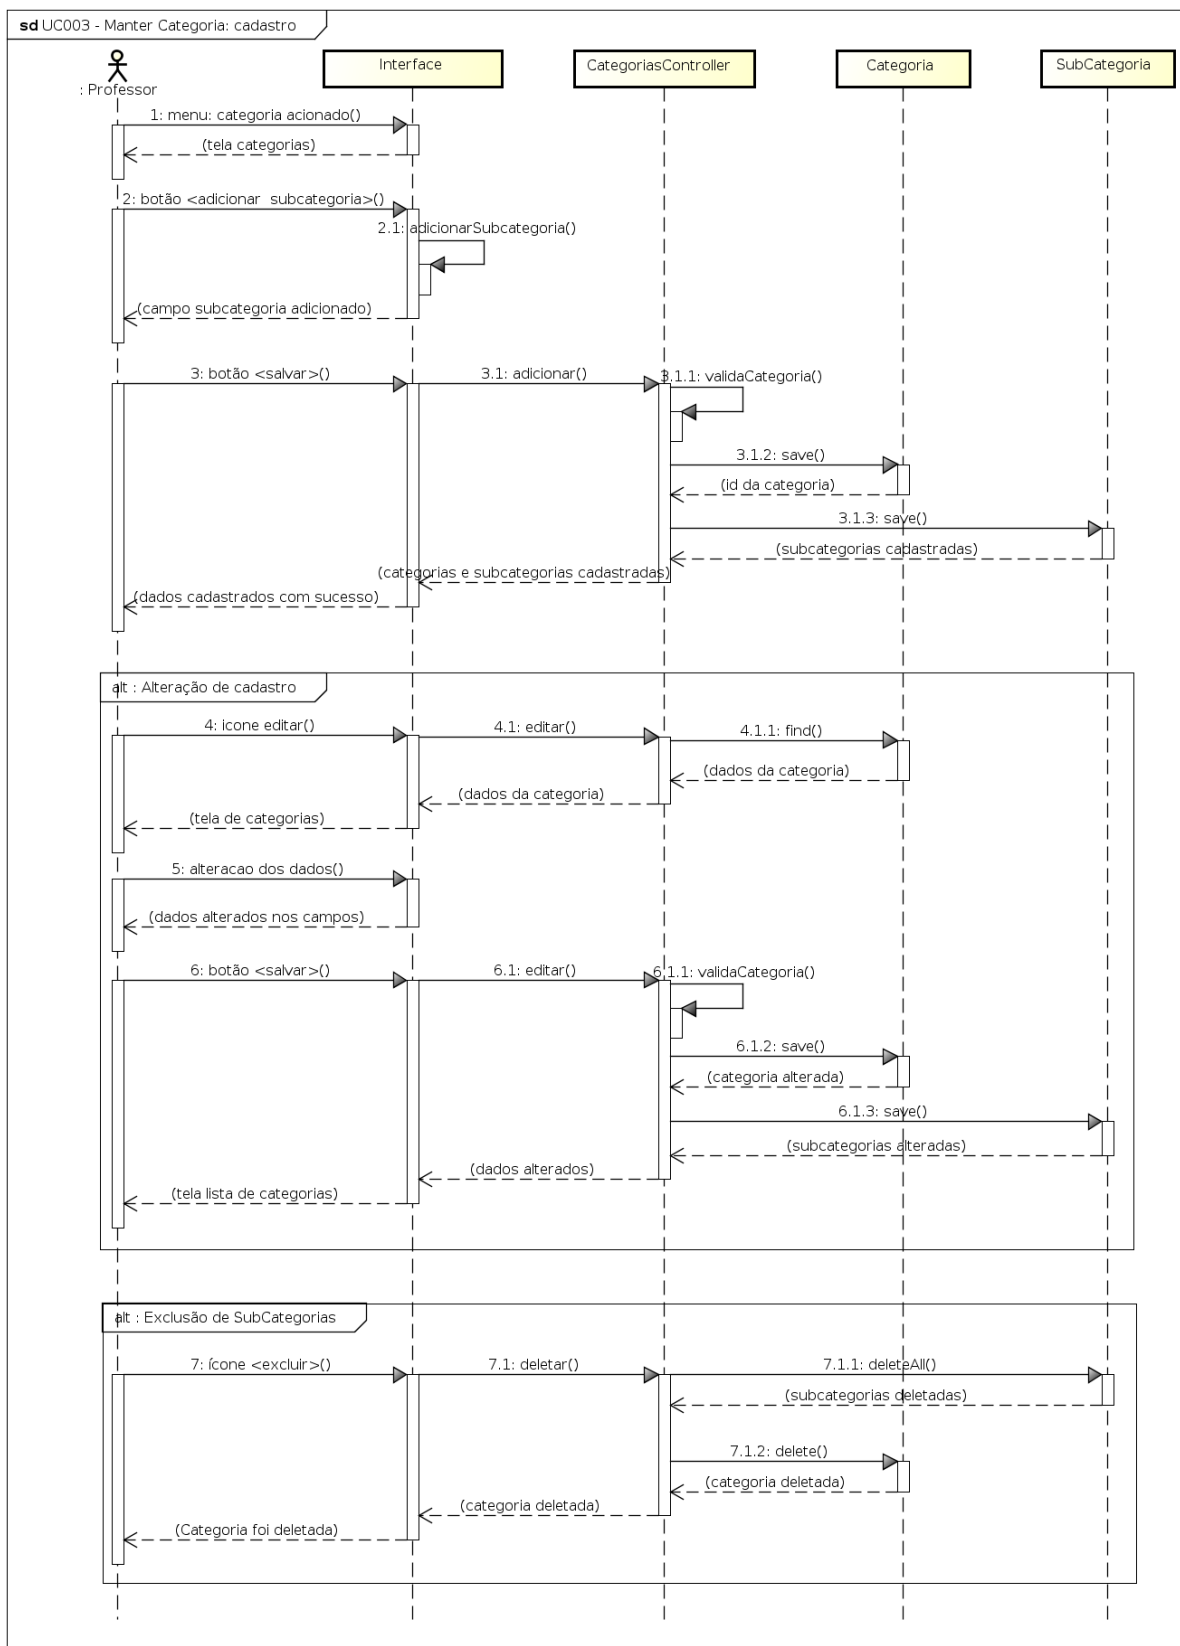 sd UC003 - Manter Categoria: cadastro
: Professor
Interface
CategoriasController
Categoria
SubCategoria
1: menu: categoria acionado()
(tela categorias)
2: botão <adicionar subcategoria>()
2.1: adicionarSubcategoria()
(campo subcategoria adicionado)
3: botão <salvar>()
3.1: adicionar()
3.1.1: validaCategoria()
3.1.2: save()
(id da categoria)
3.1.3: save()
(subcategorias cadastradas)
(categorias e subcategorias cadastradas)
(dados cadastrados com sucesso)
alt : Alteração de cadastro
4: icone editar()
4.1: editar()
4.1.1: find()
(dados da categoria)
(dados da categoria)
(tela de categorias)
5: alteracao dos dados()
(dados alterados nos campos)
6: botão <salvar>()
6.1: editar()
6.1.1: validaCategoria()
6.1.2: save()
(categoria alterada)
6.1.3: save()
(subcategorias alteradas)
(dados alterados)
(tela lista de categorias)
alt : Exclusão de SubCategorias
7: ícone <excluir>()
7.1: deletar()
7.1.1: deleteAll()
(subcategorias deletadas)
7.1.2: delete()
(categoria deletada)
(categoria deletada)
(Categoria foi deletada)